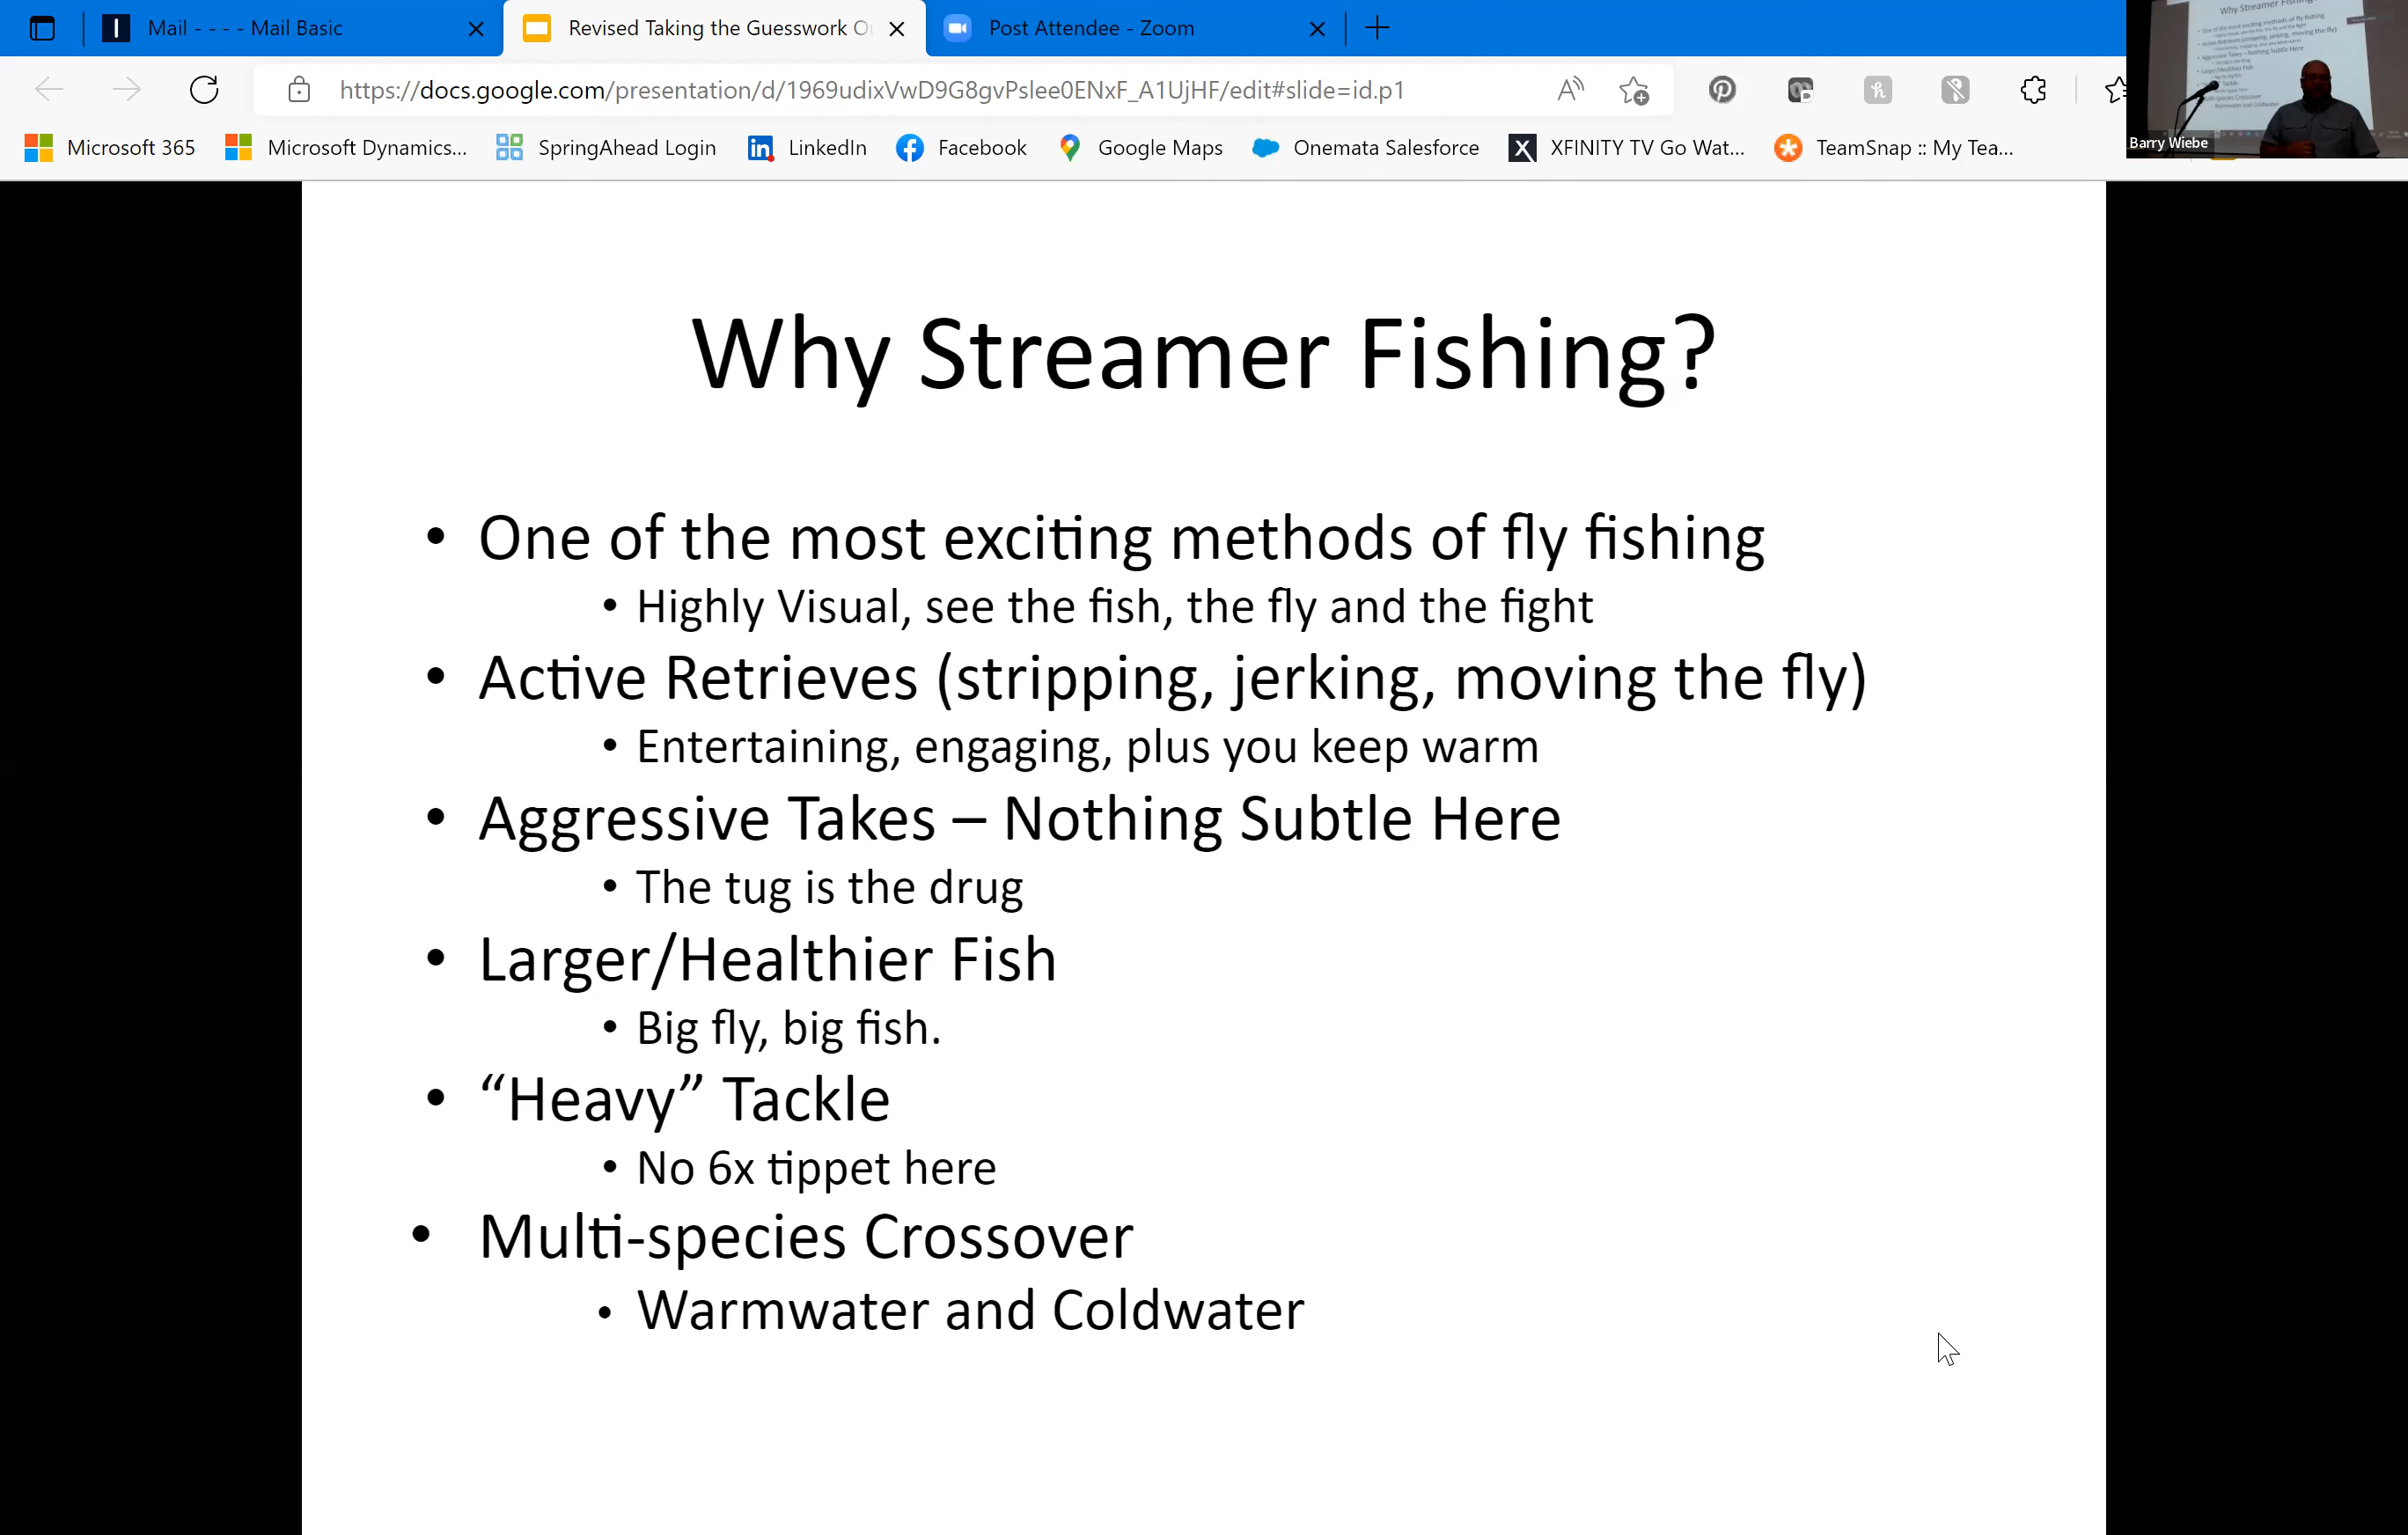 Mail - - - - Mail Basic
Revised Taking the Guesswork O
Post Attendee - Zoom
https://docs.google.com/presentation/d/1969udixVwD9G8gvPslee0ENxF_A1UjHF/edit#slide=id.p1
Microsoft 365
Microsoft Dynamics...
SpringAhead Login
LinkedIn
Facebook
Google Maps
Onemata Salesforce
XFINITY TV Go Wat...
TeamSnap :: My Tea...
Why Streamer Fishing?
Barry Wiebe
Why Streamer Fishing?
• One of the most exciting methods of fly fishing
• Highly Visual, see the fish, the fly and the fight
• Active Retrieves (stripping, jerking, moving the fly)
• Entertaining, engaging, plus you keep warm
• Aggressive Takes – Nothing Subtle Here
• The tug is the drug
• Larger/Healthier Fish
• Big fly, big fish.
• “Heavy” Tackle
• No 6x tippet here
• Multi-species Crossover
• Warmwater and Coldwater